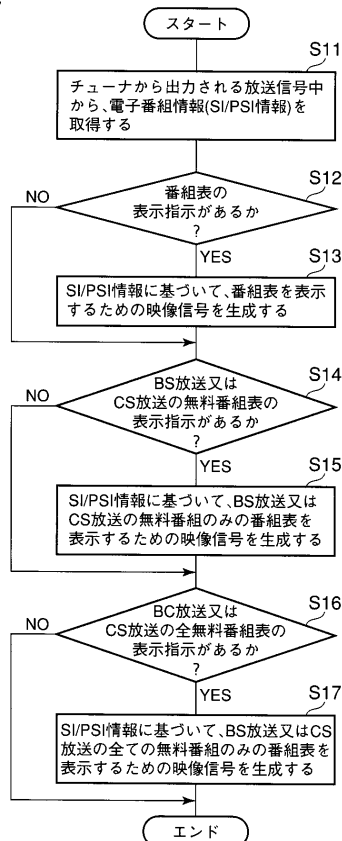 スタート
S11
チューナから出力される放送信号中
から、電子番組情報(SI/PSI情報)を
取得する
S12
番組表の
表示指示があるか
?
NO
YES
S13
SI/PSI情報に基づいて、番組表を表示
するための映像信号を生成する
S14
BS放送又は
CS放送の無料番組表の
表示指示があるか
?
NO
YES
S15
SI/PSI情報に基づいて、BS放送又は
CS放送の無料番組のみの番組表を
表示するための映像信号を生成する
S16
BC放送又は
CS放送の全無料番組表の
表示指示があるか
?
NO
YES
S17
SI/PSI情報に基づいて、BS放送又はCS
放送の全ての無料番組のみの番組表を
表示するための映像信号を生成する
エンド